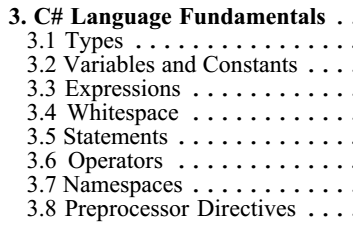 3. C# Language Fundamentals . .
3.1 Types . . . . . . . . . . . . . . . . .
3.2 Variables and Constants . . . .
3.3 Expressions . . . . . . . . . . . . .
3.4 Whitespace . . . . . . . . . . . . .
3.5 Statements . . . . . . . . . . . . . .
3.6 Operators . . . . . . . . . . . . . .
3.7 Namespaces . . . . . . . . . . . . .
3.8 Preprocessor Directives . . . .